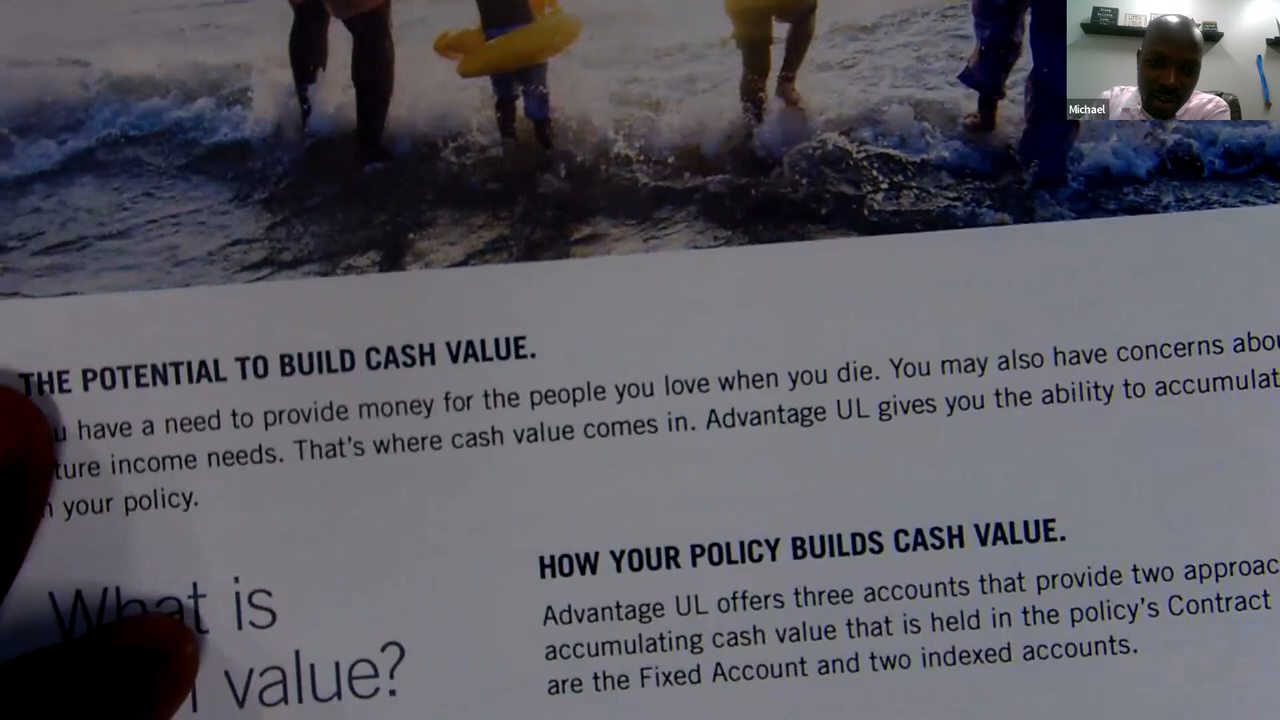 Michael
THE POTENTIAL TO BUILD CASH VALUE.
have a need to provide money for the people you love when you die. You may also have concerns
income needs. That's where cash value comes in. Advantage UL gives you the ability to
your policy.
What is
value?
HOW YOUR POLICY BUILDS CASH VALUE.
Advantage UL offers three accounts that provide two
accumulating cash value that is held in the policy's Contract
are the Fixed Account and two indexed accounts.